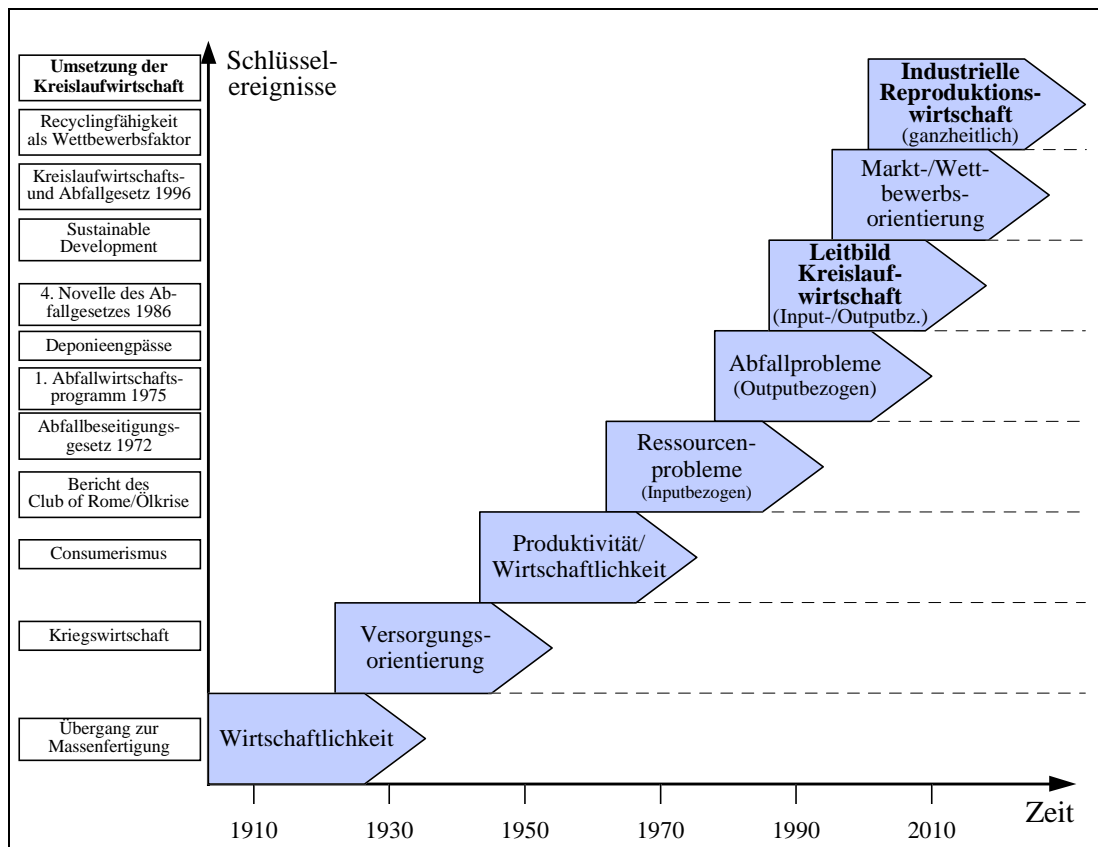 Schlüssel-
ereignisse
Umsetzung der
Kreislaufwirtschaft
Recyclingfähigkeit
als Wettbewerbsfaktor
Kreislaufwirtschafts-
und Abfallgesetz 1996
Sustainable
Development
4. Novelle des Ab-
fallgesetzes 1986
Deponieengpässe
1. Abfallwirtschafts-
programm 1975
Abfallbeseitigungs-
gesetz 1972
Bericht des
Club of Rome/Ölkrise
Consumerismus
Kriegswirtschaft
Übergang zur
Massenfertigung
Industrielle
Reproduktions-
wirtschaft
(ganzheitlich)
Markt-/Wett-
bewerbs-
orientierung
Leitbild
Kreislauf-
wirtschaft
(Input-/Outputbz.)
Abfallprobleme
(Outputbezogen)
Ressourcen-
probleme
(Inputbezogen)
Produktivität/
Wirtschaftlichkeit
Versorgungs-
orientierung
Wirtschaftlichkeit
1910 1930 1950 1970 1990 2010
Zeit